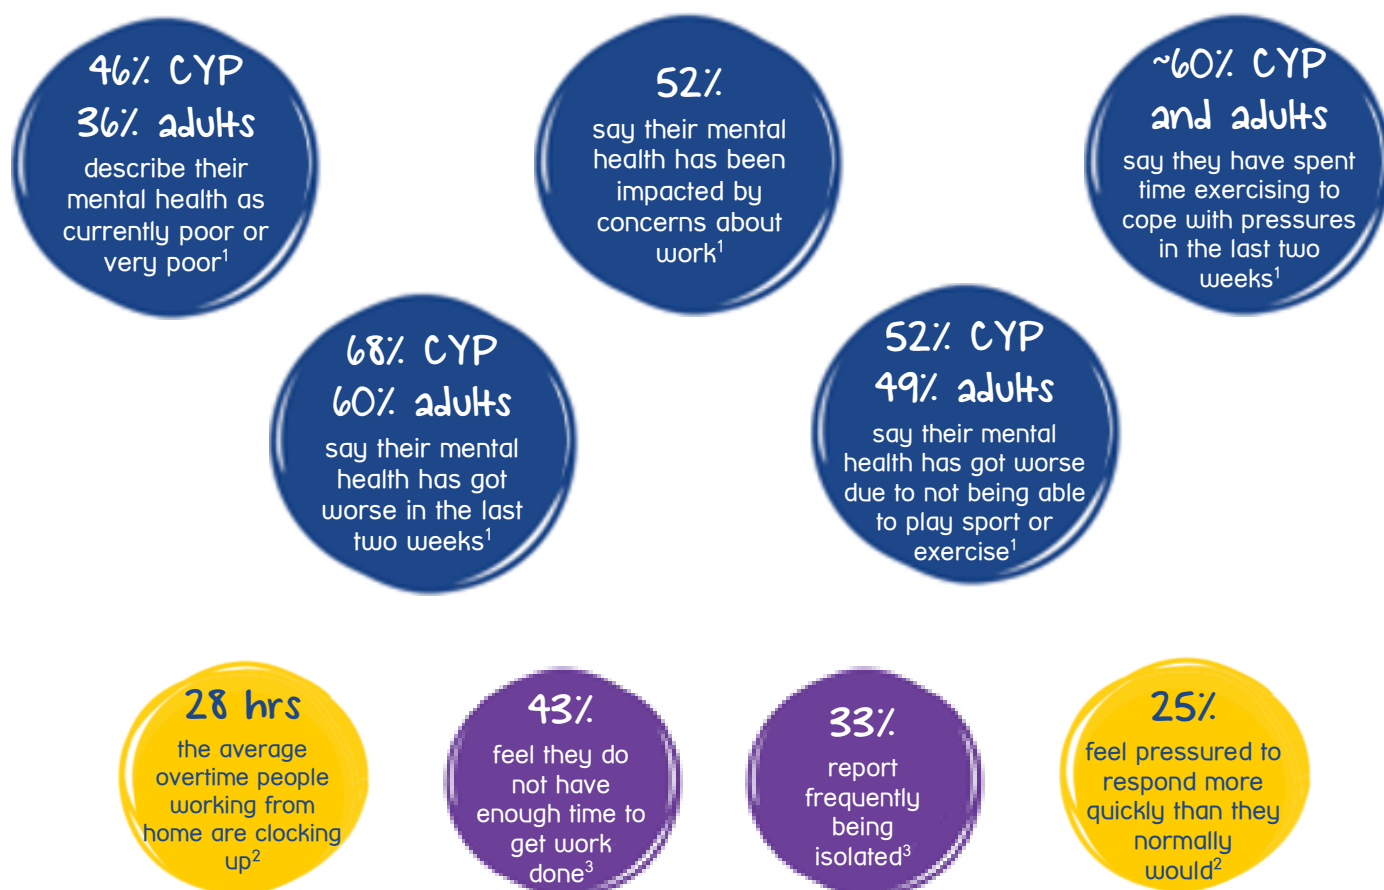 46% CYP
36% adults
describe their
mental health as
currently poor or
very poor¹
52%
say their mental
health has been
impacted by
concerns about
work¹
~60% CYP
and adults
say they have spent
time exercising to
cope with pressures
in the last two
weeks¹
68% CYP
60% adults
say their mental
health has got
worse in the last
two weeks¹
52% CYP
49% adults
say their mental
health has got worse
due to not being able
to play sport or
exercise¹
28 hrs
the average
overtime people
working from
home are clocking
up²
43%
feel they do
not have
enough time to
get work
done³
33%
report
frequently
being
isolated³
25%
feel pressured to
respond more
quickly than they
normally
would²